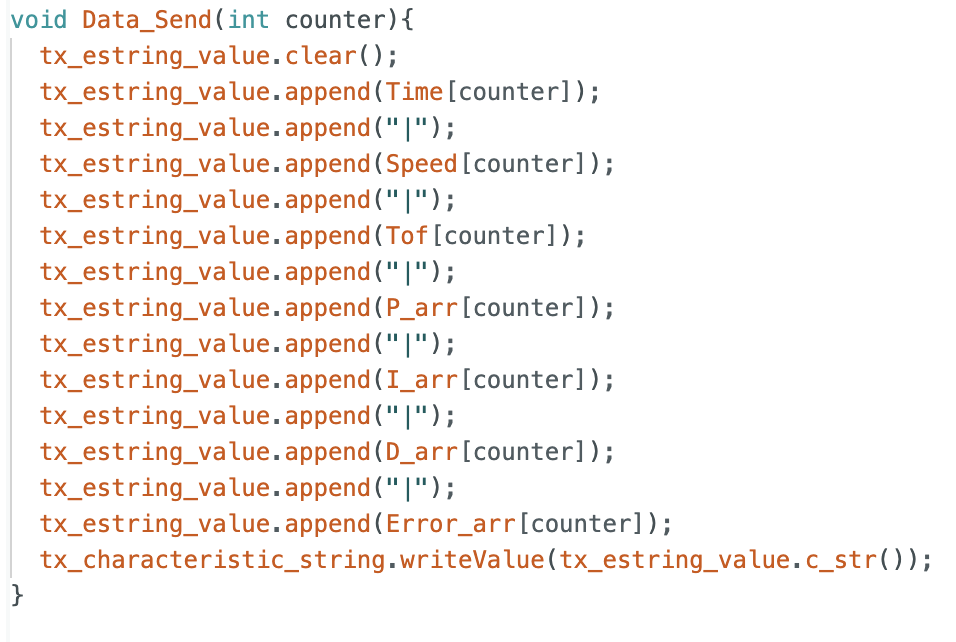 void Data_Send(int counter){
  tx_estring_value.clear();
  tx_estring_value.append(Time[counter]);
  tx_estring_value.append("|");
  tx_estring_value.append(Speed[counter]);
  tx_estring_value.append("|");
  tx_estring_value.append(Tof[counter]);
  tx_estring_value.append("|");
  tx_estring_value.append(P_arr[counter]);
  tx_estring_value.append("|");
  tx_estring_value.append(I_arr[counter]);
  tx_estring_value.append("|");
  tx_estring_value.append(D_arr[counter]);
  tx_estring_value.append("|");
  tx_estring_value.append(Error_arr[counter]);
  tx_characteristic_string.writeValue(tx_estring_value.c_str());
}